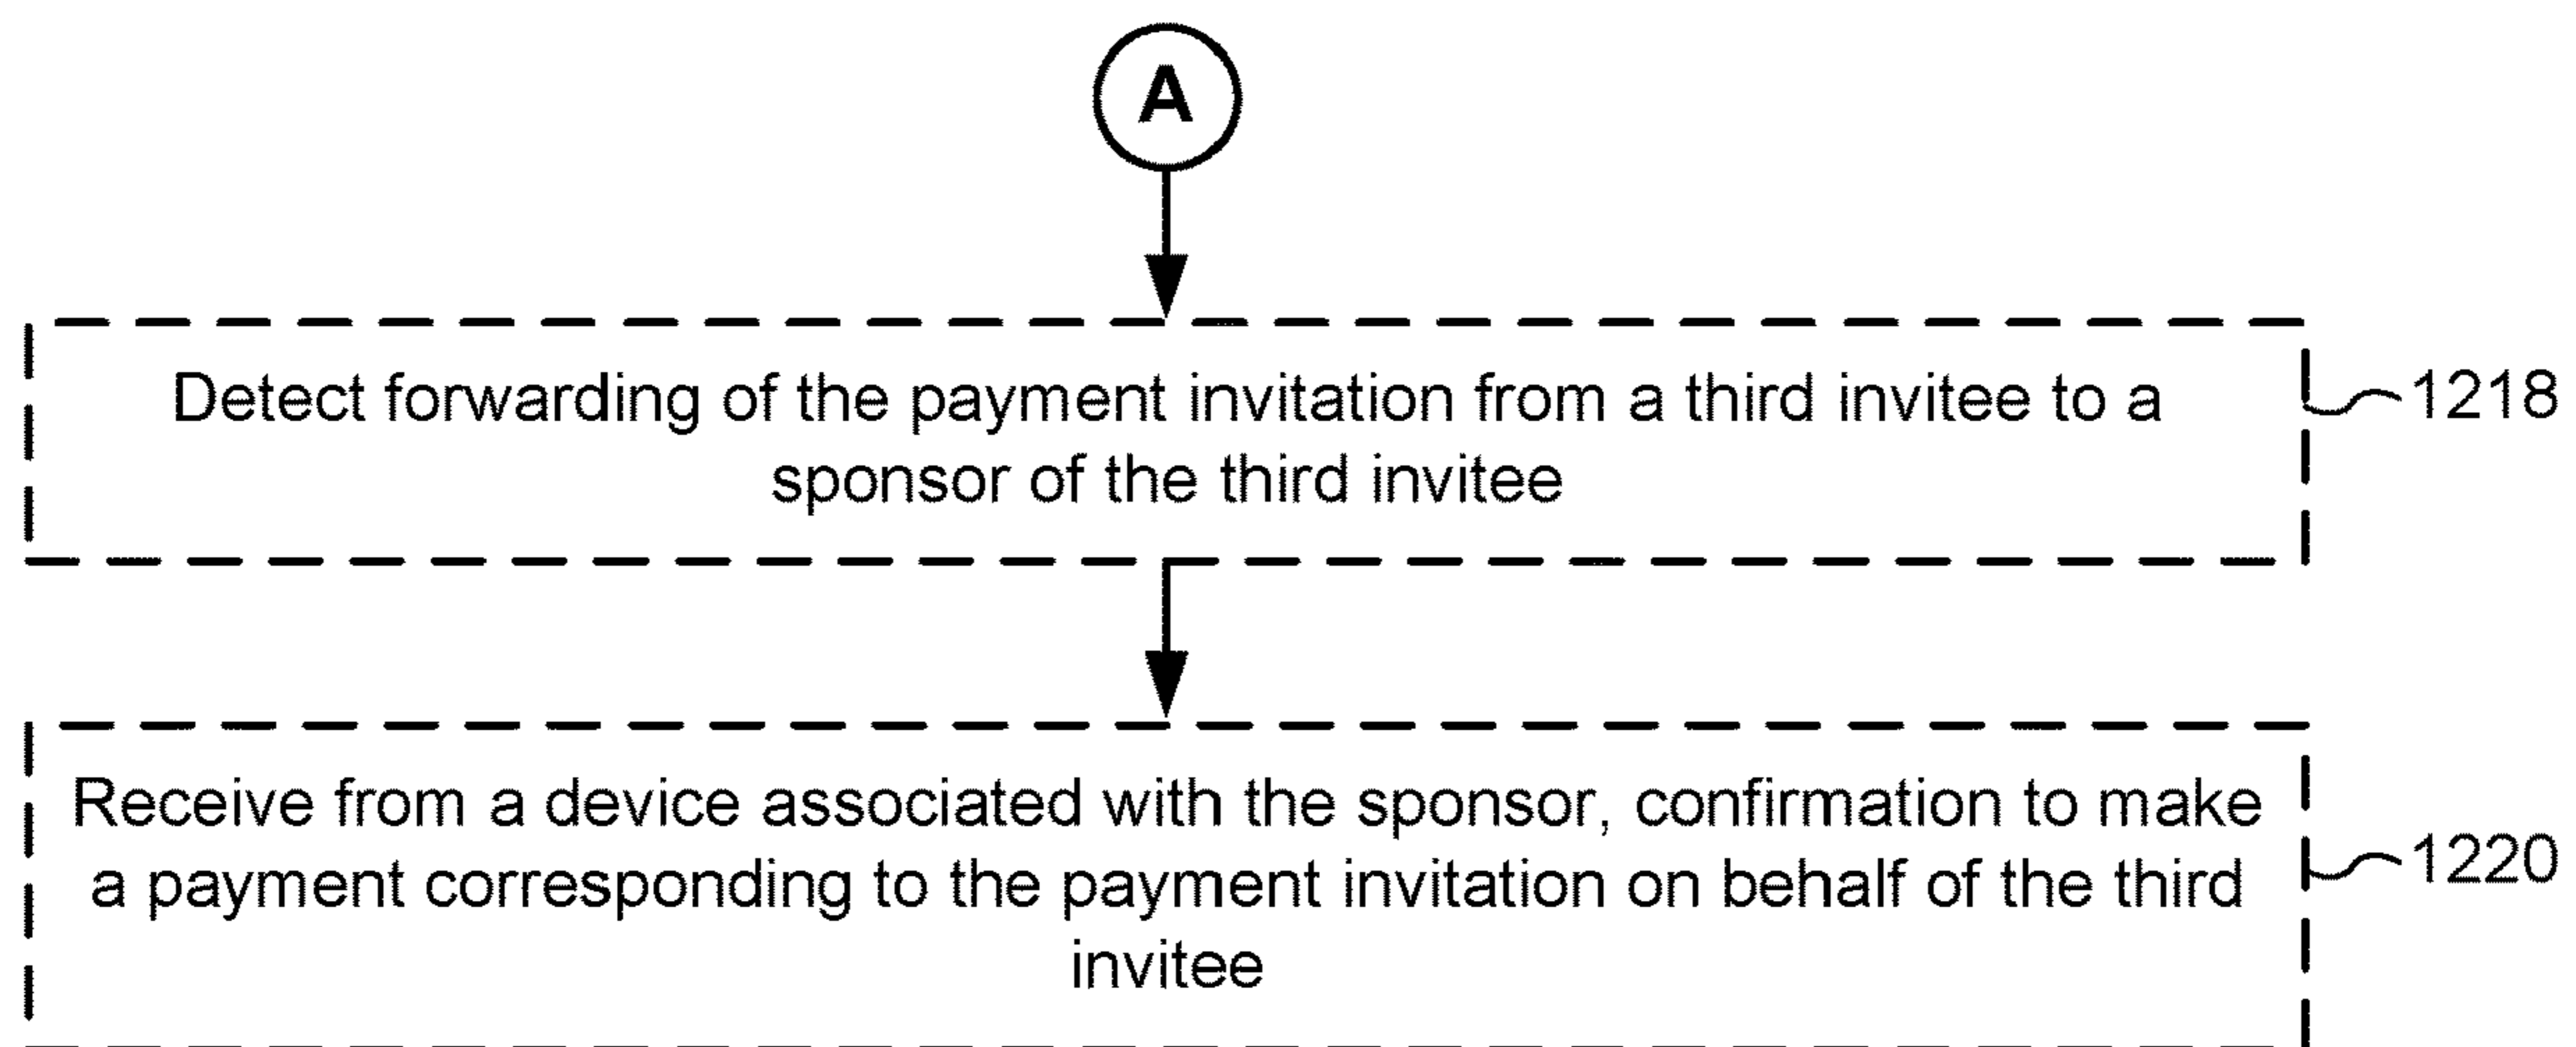 A
Detect forwarding of the payment invitation from a third invitee to a
1218
sponsor of the third invitee
Receive from a device associated with the sponsor, confirmation to make
a payment corresponding to the payment invitation on behalf of the third
1220
invitee